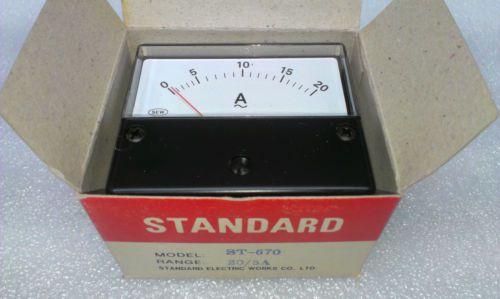 0 5 10 15 20
A
SEW
STANDARD
MODEL: ST-670
RANGE 20/5A
STANDARD ELECTRIC WORKS CO. LTD